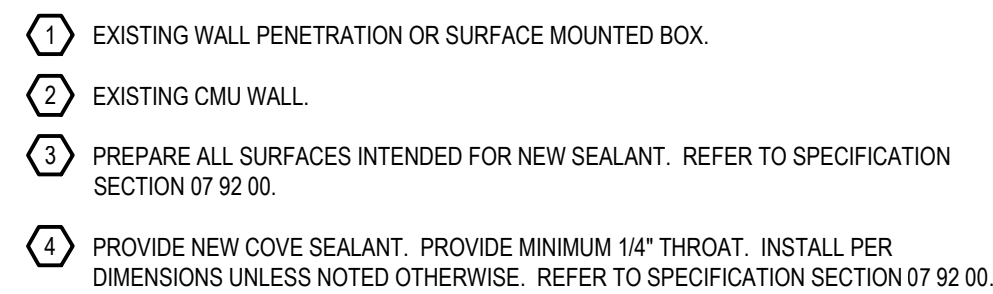 1 EXISTING WALL PENETRATION OR SURFACE MOUNTED BOX.
2 EXISTING CMU WALL.
3 PREPARE ALL SURFACES INTENDED FOR NEW SEALANT. REFER TO SPECIFICATION
SECTION 07 92 00.
4 PROVIDE NEW COVE SEALANT. PROVIDE MINIMUM 1/4" THROAT. INSTALL PER
DIMENSIONS UNLESS NOTED OTHERWISE. REFER TO SPECIFICATION SECTION 07 92 00.